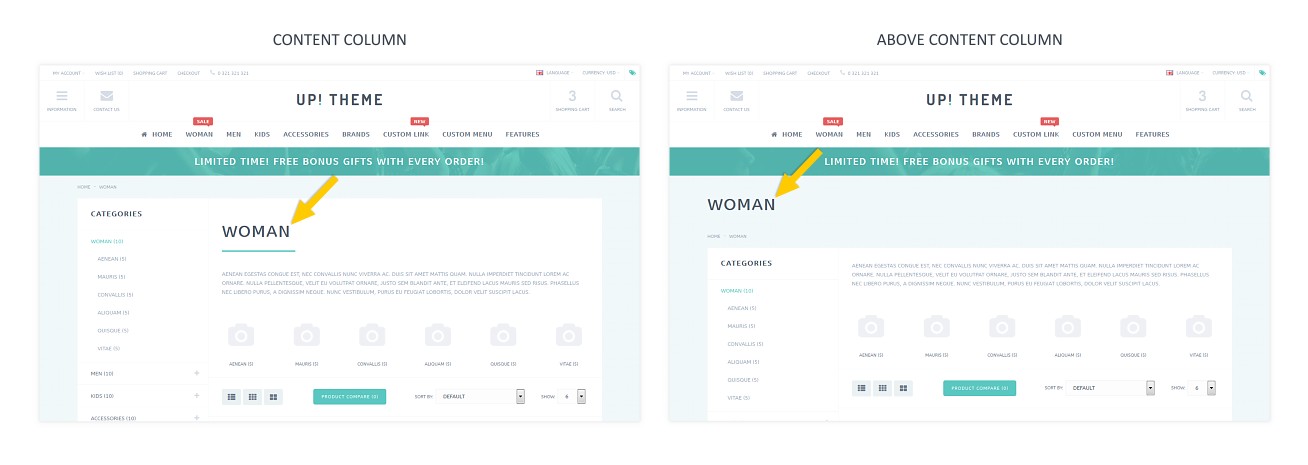 CONTENT COLUMN
MY ACCOUNT
WISH LIST (0)
SHOPPING CART
CHECKOUT
0 321 321 321
LANGUAGE
CURRENCY: USD
INFORMATION
CONTACT US
UP! THEME
3
SHOPPING CART
SEARCH
SALE
NEW
HOME WOMAN MEN KIDS ACCESSORIES BRANDS CUSTOM LINK CUSTOM MENU FEATURES
LIMITED TIME! FREE BONUS GIFTS WITH EVERY ORDER!
HOME WOMAN
CATEGORIES
WOMAN (10)
AENEAN (5)
MAURIS (5)
CONVALLIS (5)
ALIQUAM (5)
QUISQUE (5)
VITAE (5)
MEN (10) +
KIDS (10) +
ACCESSORIES (10) +
WOMAN
AENEAN EGESTAS CONGUE EST, NEC CONVALLIS NUNC VIVERRA AC. DUIS SIT AMET MATTIS QUAM. NULLA IMPERDIET TINCIDUNT LOREM AC
ORNARE. NULLA PELLENTESQUE, VELIT EU VOLUTPAT ORNARE, JUSTO SEM BLANDIT ANTE, ET ELEIFEND LACUS MAURIS SED RISUS. PHASELLUS
NEC LIBERO PURUS, A DIGNISSIM NEQUE. NUNC VESTIBULUM, PURUS EU FEUGIAT LOBORTIS, DOLOR VELIT SUSCIPIT LACUS.
AENEAN (5) MAURIS (5) CONVALLIS (5) ALIQUAM (5) QUISQUE (5) VITAE (5)
PRODUCT COMPARE (0)
SORT BY: DEFAULT
SHOW: 6
ABOVE CONTENT COLUMN
MY ACCOUNT
WISH LIST (0)
SHOPPING CART
CHECKOUT
0 321 321 321
LANGUAGE
CURRENCY: USD
INFORMATION
CONTACT US
UP! THEME
3
SHOPPING CART
SEARCH
SALE
NEW
HOME WOMAN MEN KIDS ACCESSORIES BRANDS CUSTOM LINK CUSTOM MENU FEATURES
LIMITED TIME! FREE BONUS GIFTS WITH EVERY ORDER!
WOMAN
HOME WOMAN
CATEGORIES
WOMAN (10)
AENEAN (5)
MAURIS (5)
CONVALLIS (5)
ALIQUAM (5)
QUISQUE (5)
VITAE (5)
AENEAN EGESTAS CONGUE EST, NEC CONVALLIS NUNC VIVERRA AC. DUIS SIT AMET MATTIS QUAM. NULLA IMPERDIET TINCIDUNT LOREM AC
ORNARE. NULLA PELLENTESQUE, VELIT EU VOLUTPAT ORNARE, JUSTO SEM BLANDIT ANTE, ET ELEIFEND LACUS MAURIS SED RISUS. PHASELLUS
NEC LIBERO PURUS, A DIGNISSIM NEQUE. NUNC VESTIBULUM, PURUS EU FEUGIAT LOBORTIS, DOLOR VELIT SUSCIPIT LACUS.
AENEAN (5) MAURIS (5) CONVALLIS (5) ALIQUAM (5) QUISQUE (5) VITAE (5)
PRODUCT COMPARE (0)
SORT BY: DEFAULT
SHOW: 6